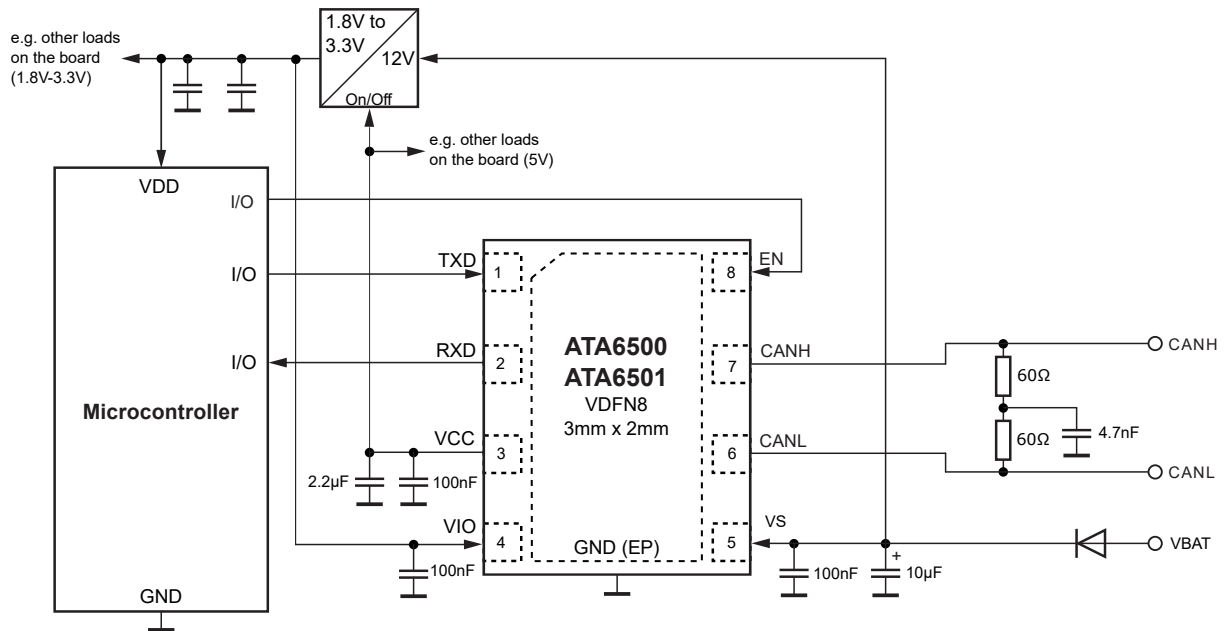 e.g. other loads
on the board
(1.8V-3.3V)
1.8V to
3.3V
12V
On/Off
e.g. other loads
on the board (5V)
VDD
I/O
I/O
I/O
Microcontroller
GND
TXD
RXD
VCC
VIO
1
2
3
4
ATA6500
ATA6501
VDFN8
3mm x 2mm
GND (EP)
8
7
6
5
EN
CANH
CANL
VS
2.2µF
100nF
100nF
100nF
+
10µF
60Ω
60Ω
4.7nF
CANH
CANL
VBAT